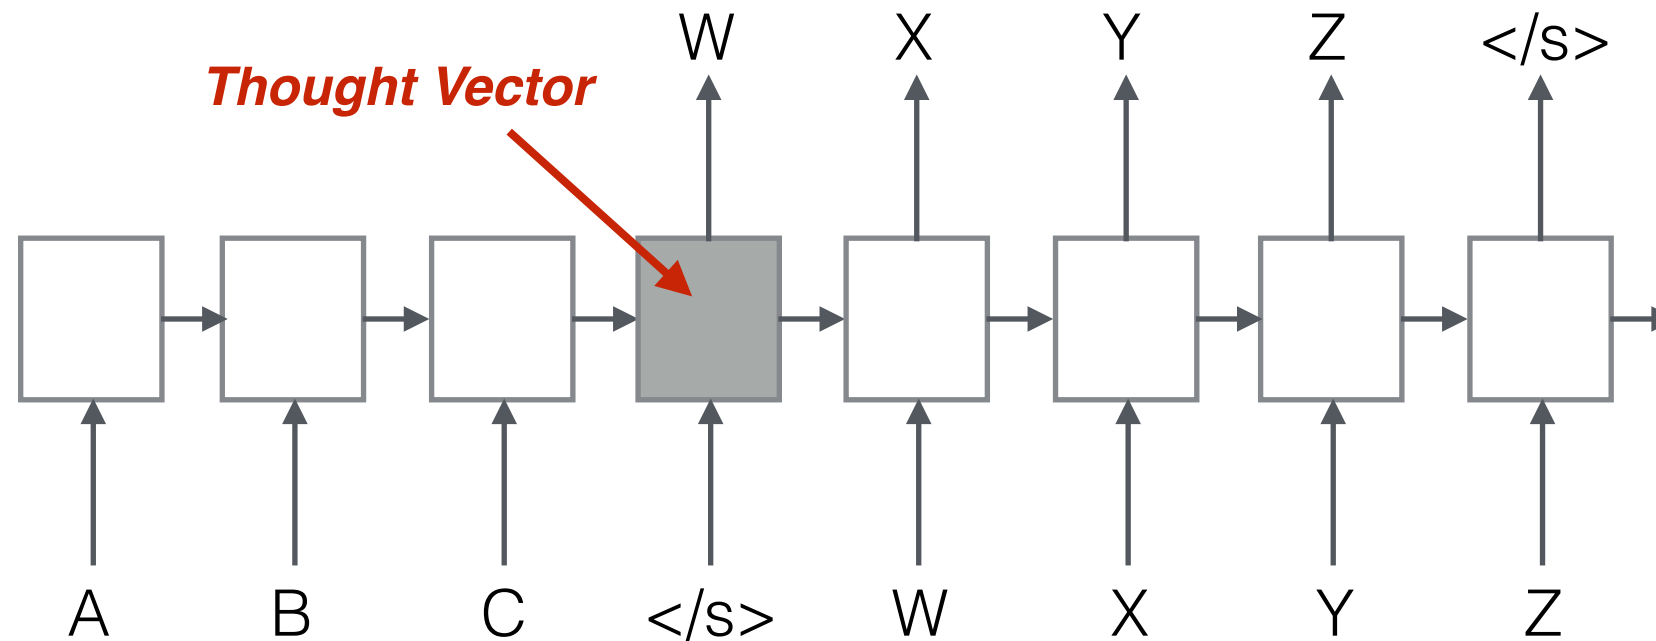 W X Y Z </s>
Thought Vector
A B C </s> W X Y Z